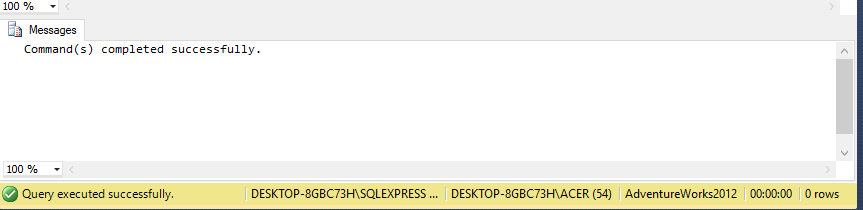 100 %
Messages
Command(s) completed successfully.
100 %
Query executed successfully. DESKTOP-8GBC73H\SQLEXPRESS ... DESKTOP-8GBC73H\ACER (54) AdventureWorks2012 00:00:00 0 rows